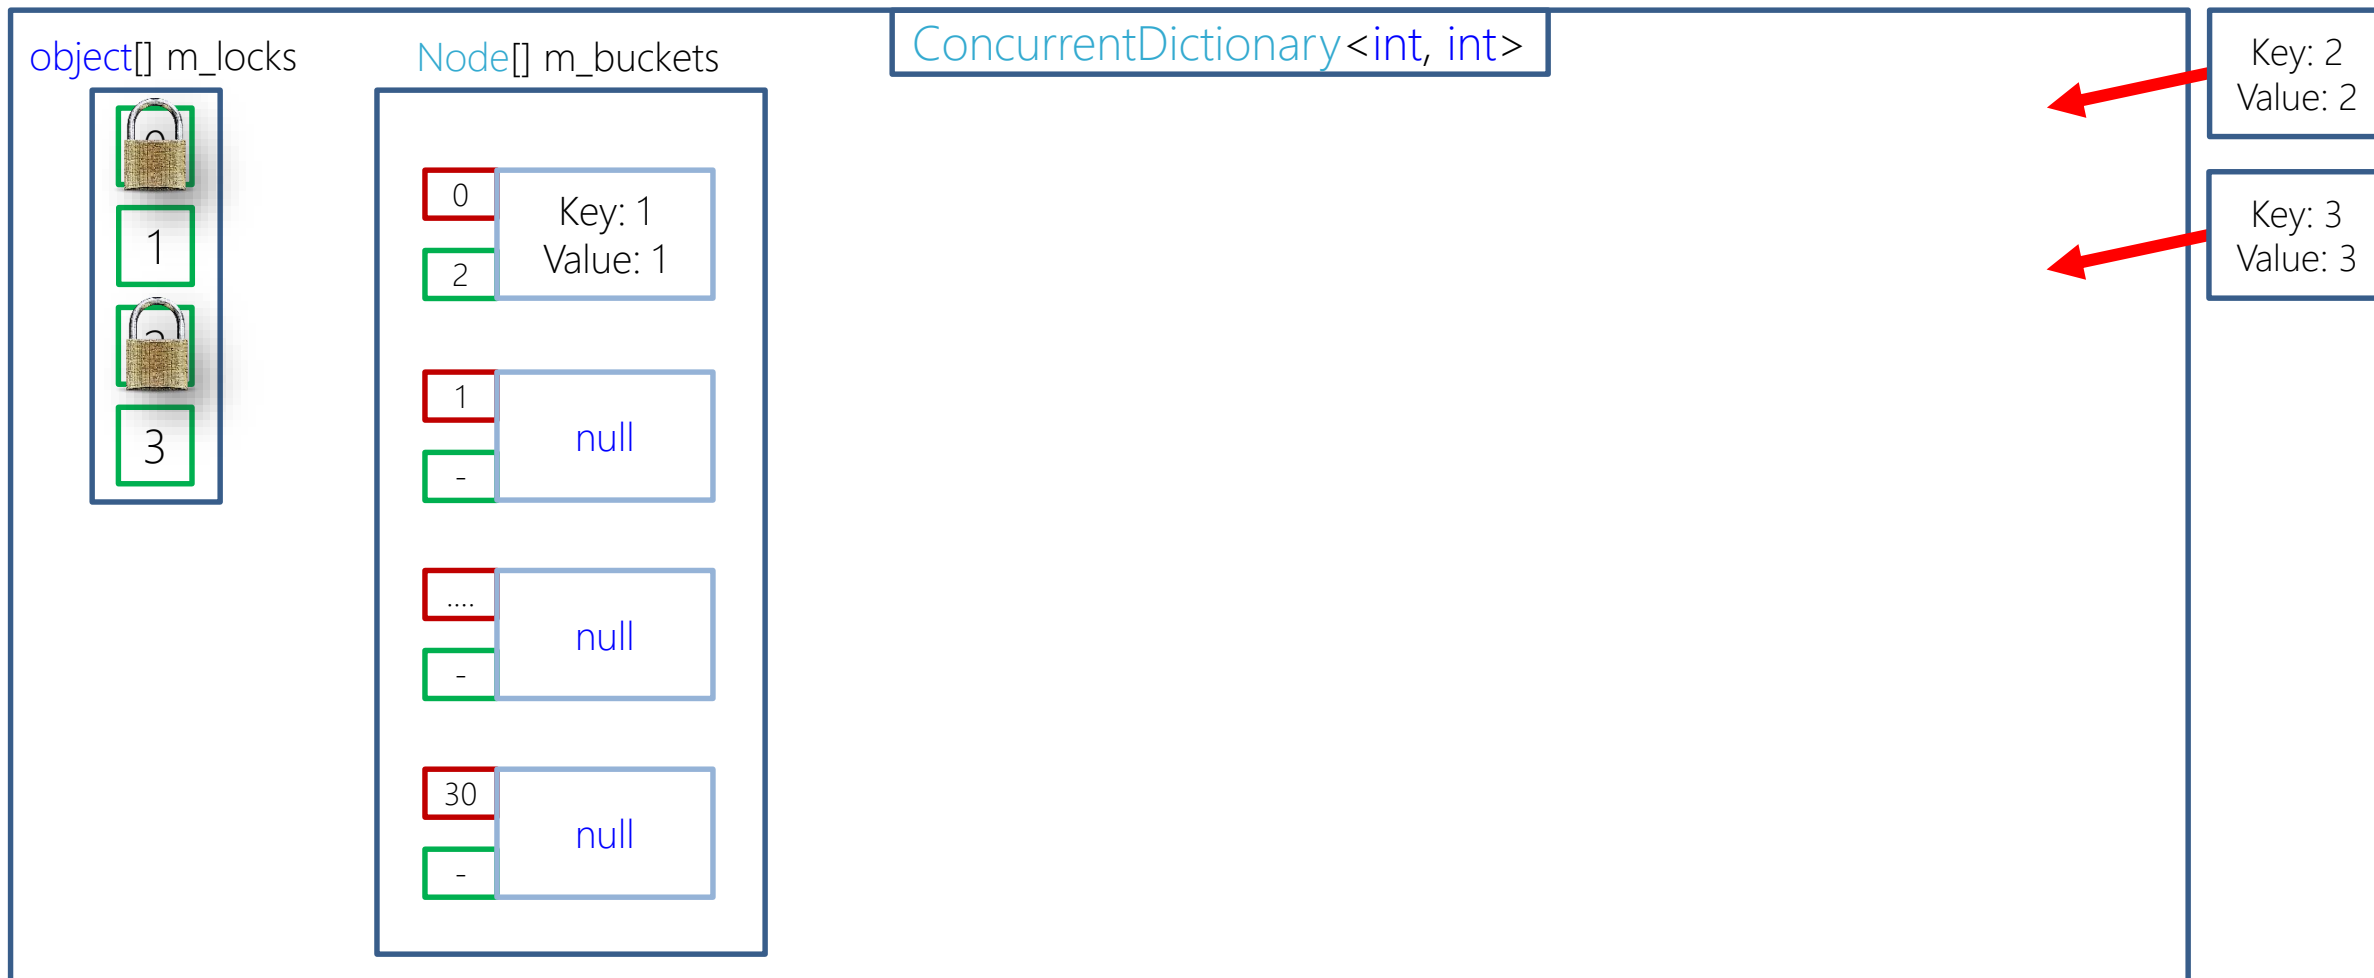 ConcurrentDictionary<int, int>
object[] m_locks
1
3
Node[] m_buckets
0
2
Key: 1
Value: 1
1
-
null
....
-
null
30
-
null
Key: 2
Value: 2
Key: 3
Value: 3